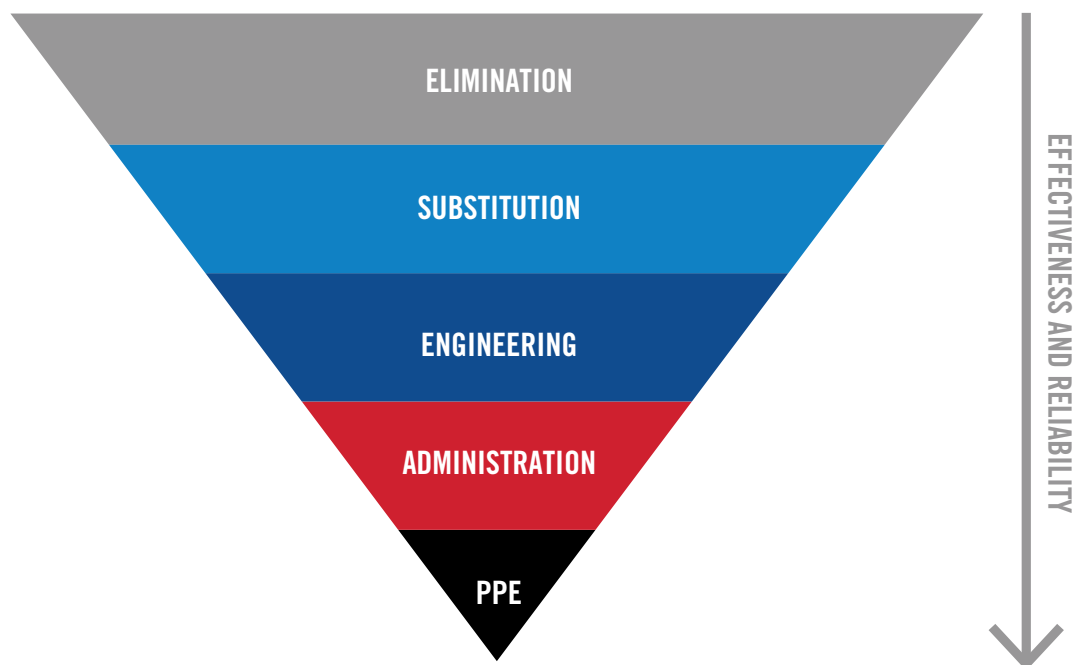 ELIMINATION
SUBSTITUTION
ENGINEERING
ADMINISTRATION
PPE
EFFECTIVENESS AND RELIABILITY